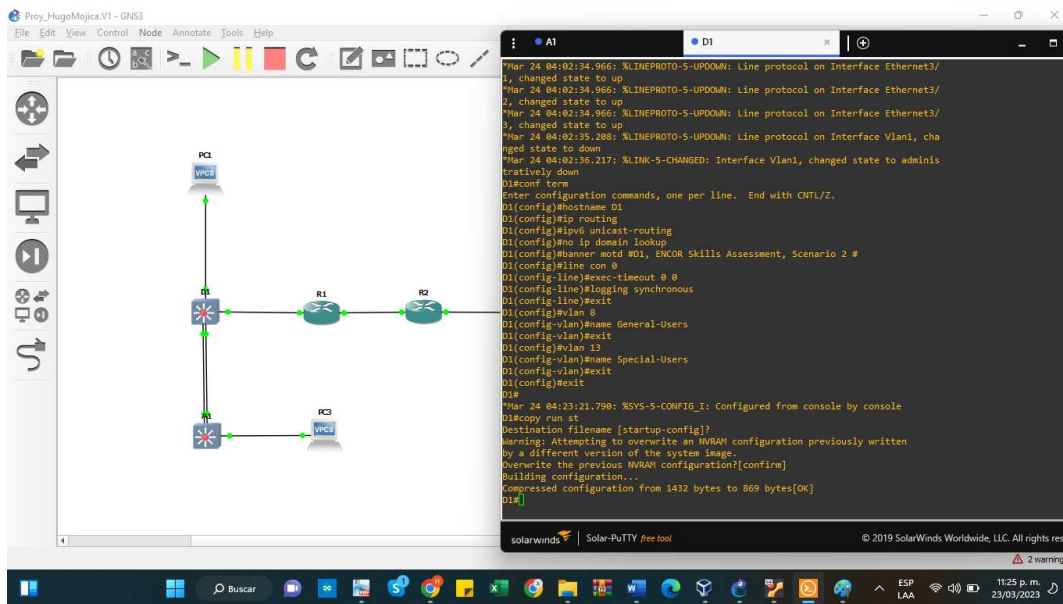 Proy_HugoMojica.V1 - GNS3
File Edit View Control Node Annotate Tools Help
PC1
VPCS
D1
R1
R2
A1
PC3
VPCS
A1
D1
*Mar 24 04:02:34.966: %LINEPROTO-5-UPDOWN: Line protocol on Interface Ethernet3/
1, changed state to up
*Mar 24 04:02:34.966: %LINEPROTO-5-UPDOWN: Line protocol on Interface Ethernet3/
2, changed state to up
*Mar 24 04:02:34.966: %LINEPROTO-5-UPDOWN: Line protocol on Interface Ethernet3/
3, changed state to up
*Mar 24 04:02:35.208: %LINEPROTO-5-UPDOWN: Line protocol on Interface Vlan1, cha
nged state to down
*Mar 24 04:02:36.217: %LINK-5-CHANGED: Interface Vlan1, changed state to adminis
tratively down
D1#conf term
Enter configuration commands, one per line.  End with CNTL/Z.
D1(config)#hostname D1
D1(config)#ip routing
D1(config)#ipv6 unicast-routing
D1(config)#no ip domain lookup
D1(config)#banner motd #D1, ENCOR Skills Assessment, Scenario 2 #
D1(config)#line con 0
D1(config-line)#exec-timeout 0 0
D1(config-line)#logging synchronous
D1(config-line)#exit
D1(config)#vlan 8
D1(config-vlan)#name General-Users
D1(config-vlan)#exit
D1(config)#vlan 13
D1(config-vlan)#name Special-Users
D1(config-vlan)#exit
D1(config)#exit
D1#
*Mar 24 04:23:21.790: %SYS-5-CONFIG_I: Configured from console by console
D1#copy run st
Destination filename [startup-config]?
Warning: Attempting to overwrite an NVRAM configuration previously written
by a different version of the system image.
Overwrite the previous NVRAM configuration?[confirm]
Building configuration...
Compressed configuration from 1432 bytes to 869 bytes[OK]
D1#
solarwinds Solar-PuTTY free tool
© 2019 SolarWinds Worldwide, LLC. All rights res
2 warning
Buscar
ESP
LAA
11:25 p. m.
23/03/2023